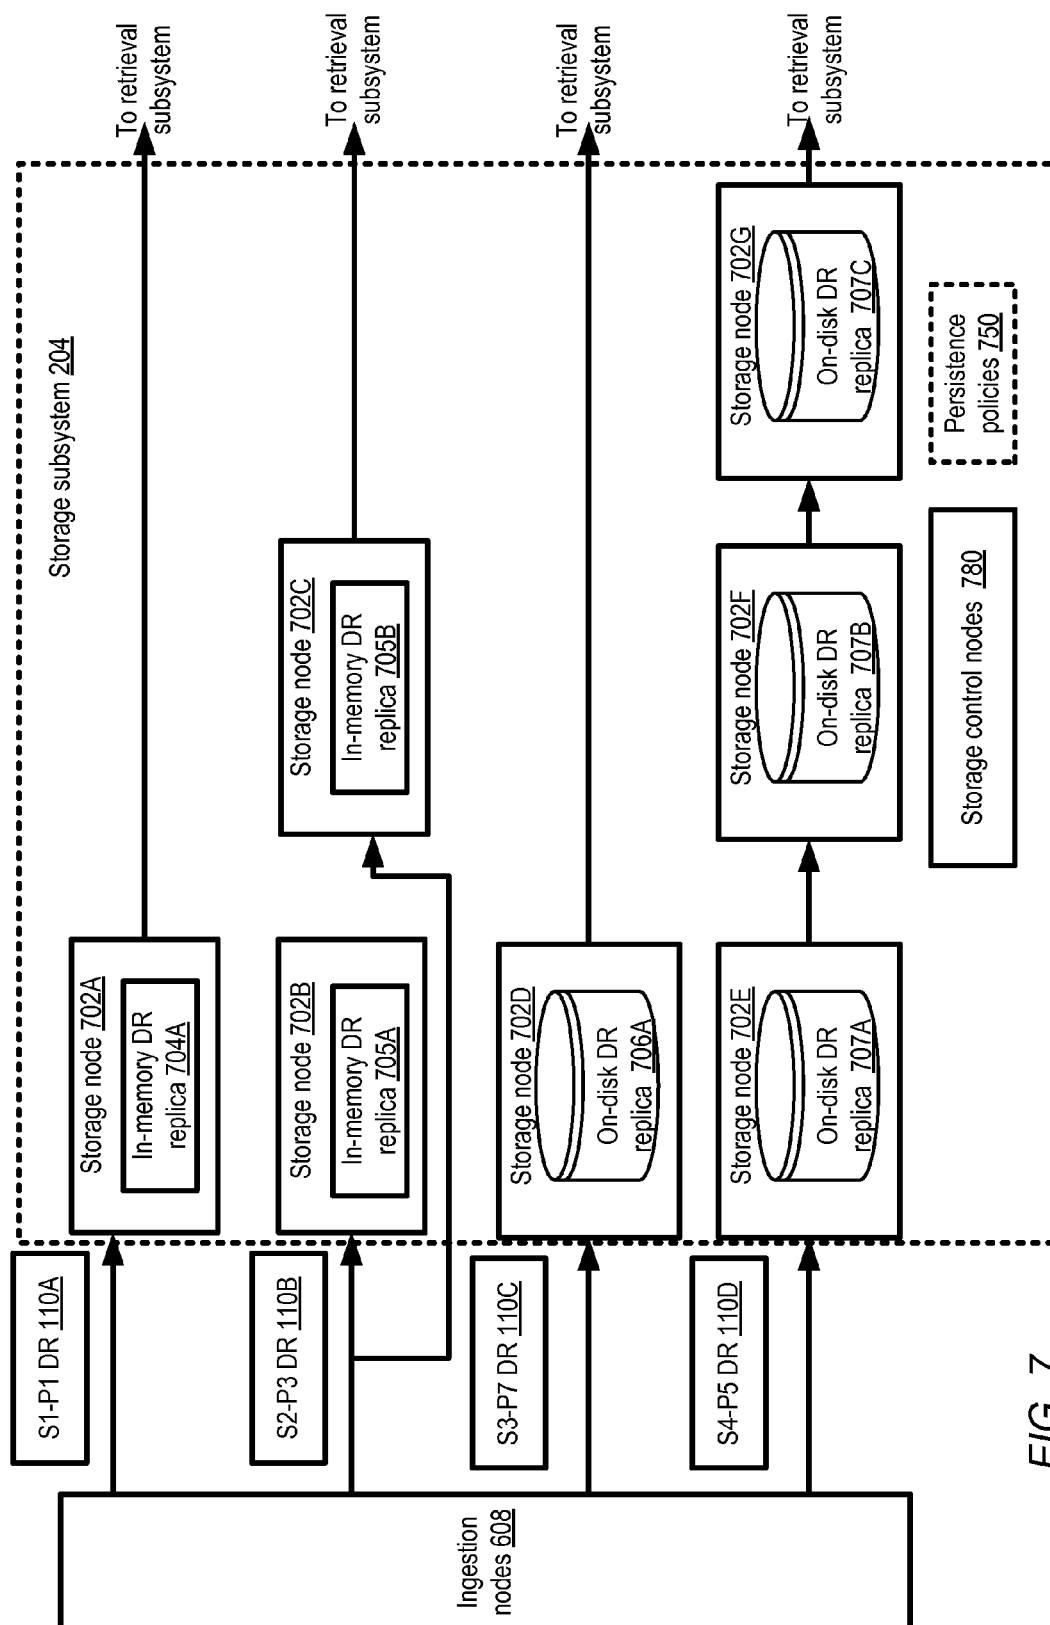 Storage subsystem 204
Ingestion
nodes 608
S1-P1 DR 110A
Storage node 702A
In-memory DR
replica 704A
To retrieval
subsystem
S2-P3 DR 110B
Storage node 702B
In-memory DR
replica 705A
Storage node 702C
In-memory DR
replica 705B
To retrieval
subsystem
S3-P7 DR 110C
Storage node 702D
On-disk DR
replica 706A
To retrieval
subsystem
S4-P5 DR 110D
Storage node 702E
On-disk DR
replica 707A
Storage node 702F
On-disk DR
replica 707B
Storage node 702G
On-disk DR
replica 707C
To retrieval
subsystem
Storage control nodes 780
Persistence
policies 750
FIG. 7